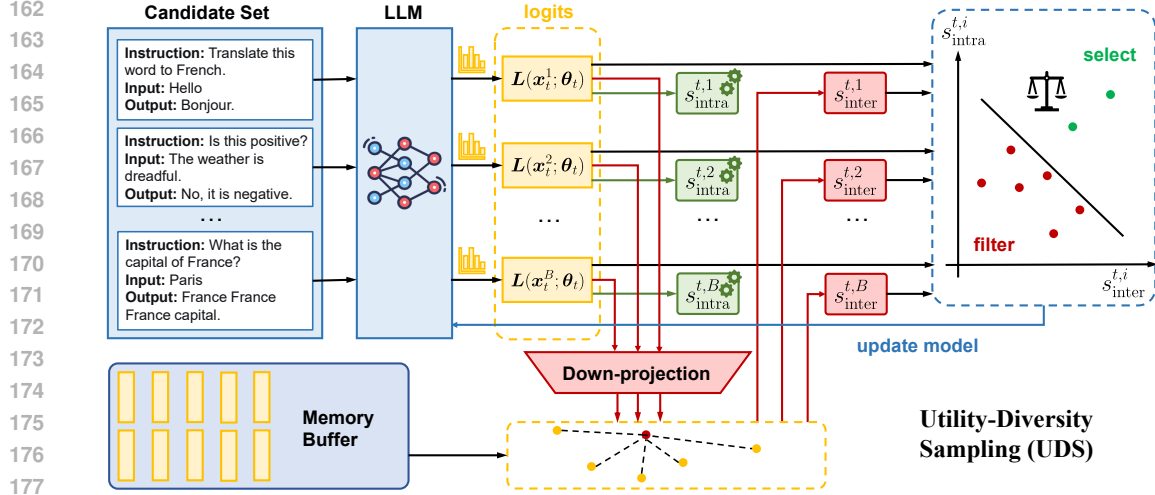 162
163
164
165
166
167
168
169
170
171
172
173
174
175
176
177
Candidate Set
LLM
logits
Instruction: Translate this
word to French.
Input: Hello
Output: Bonjour.
Instruction: Is this positive?
Input: The weather is
dreadful.
Output: No, it is negative.
...
Instruction: What is the
capital of France?
Input: Paris
Output: France France
France capital.
L(x_t^1; θ_t)
L(x_t^2; θ_t)
...
L(x_t^B; θ_t)
s_intra^{t,1}
s_intra^{t,2}
...
s_intra^{t,B}
s_inter^{t,1}
s_inter^{t,2}
...
s_inter^{t,B}
s_intra^{t,i}
select
filter
s_inter^{t,i}
update model
Down-projection
Memory
Buffer
Utility-Diversity
Sampling (UDS)